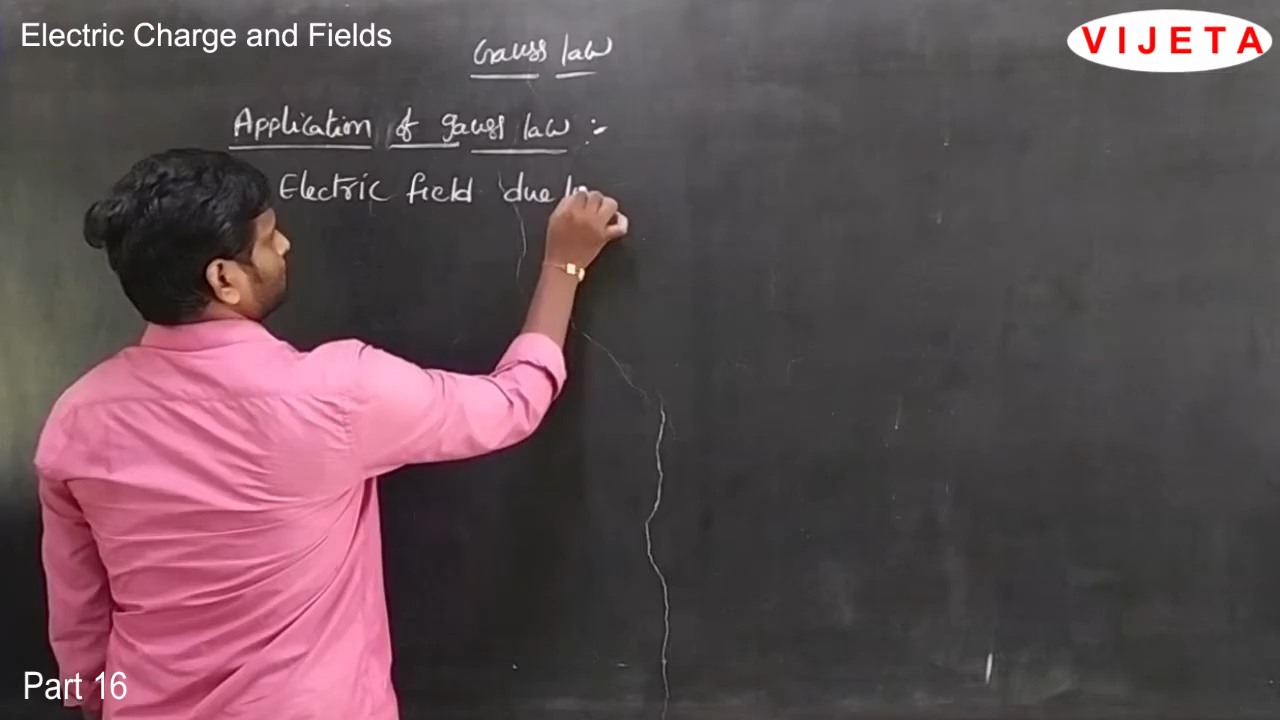 Electric Charge and Fields
VIJETA
Gauss law
Application of gauss law :-
Electric field due
Part 16